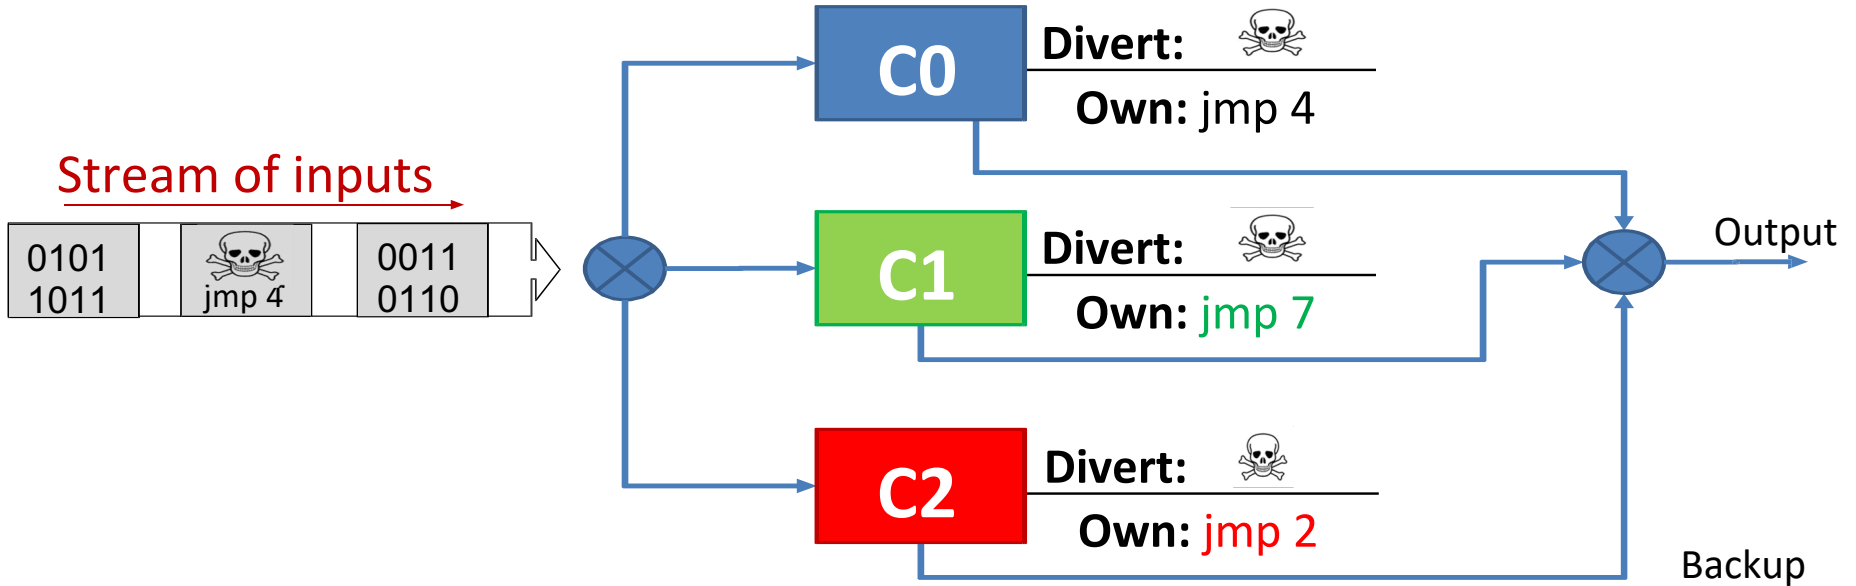 Stream of inputs
0101
1011
jmp 4
0011
0110
C0
Divert:
Own: jmp 4
C1
Divert:
Own: jmp 7
C2
Divert:
Own: jmp 2
Output
Backup